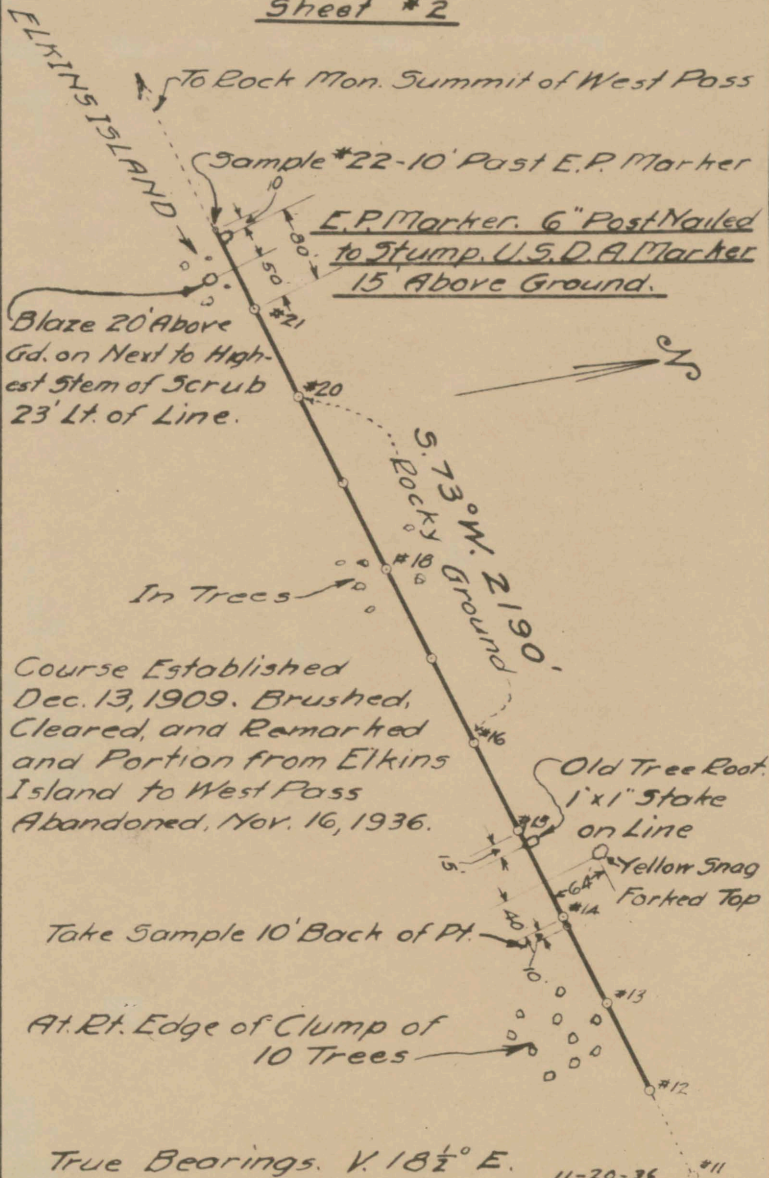 Sheet #2
ELKINS ISLAND
To Rock Mon. Summit of West Pass
Sample #22-10' Past E.P. Marker
10
E.P. Marker. 6" Post Nailed
to Stump. U.S.D.A. Marker
15' Above Ground.
80'
50
#21
Blaze 20' Above
Gd. on Next to High-
est Stem of Scrub
23' Lt. of Line.
N
#20
S. 73° W. 2190'
Rocky Ground
#18
In Trees
Course Established
Dec. 13, 1909. Brushed,
Cleared, and Remarked
and Portion from Elkins
Island to West Pass
Abandoned, Nov. 16, 1936.
#16
Old Tree Root.
1"x1" Stake
on Line
#15
15'
Yellow Snag
Forked Top
64'
#14
40
Take Sample 10' Back of Pt.
10
#13
At. Rt. Edge of Clump of
10 Trees
#12
True Bearings. V. 18½° E.
11-20-36
#11